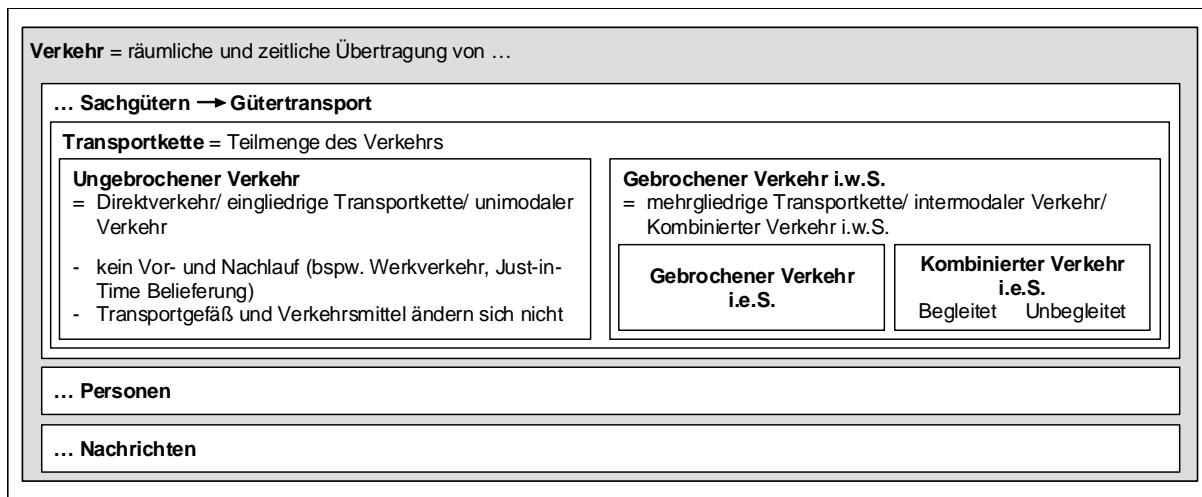 Verkehr = räumliche und zeitliche Übertragung von …
… Sachgütern → Gütertransport
Transportkette = Teilmenge des Verkehrs
Ungebrochener Verkehr
= Direktverkehr/ eingliedrige Transportkette/ unimodaler
Verkehr
- kein Vor- und Nachlauf (bspw. Werkverkehr, Just-in-
Time Belieferung)
- Transportgefäß und Verkehrsmittel ändern sich nicht
Gebrochener Verkehr i.w.S.
= mehrgliedrige Transportkette/ intermodaler Verkehr/
Kombinierter Verkehr i.w.S.
Gebrochener Verkehr
i.e.S.
Kombinierter Verkehr
i.e.S.
Begleitet Unbegleitet
… Personen
… Nachrichten